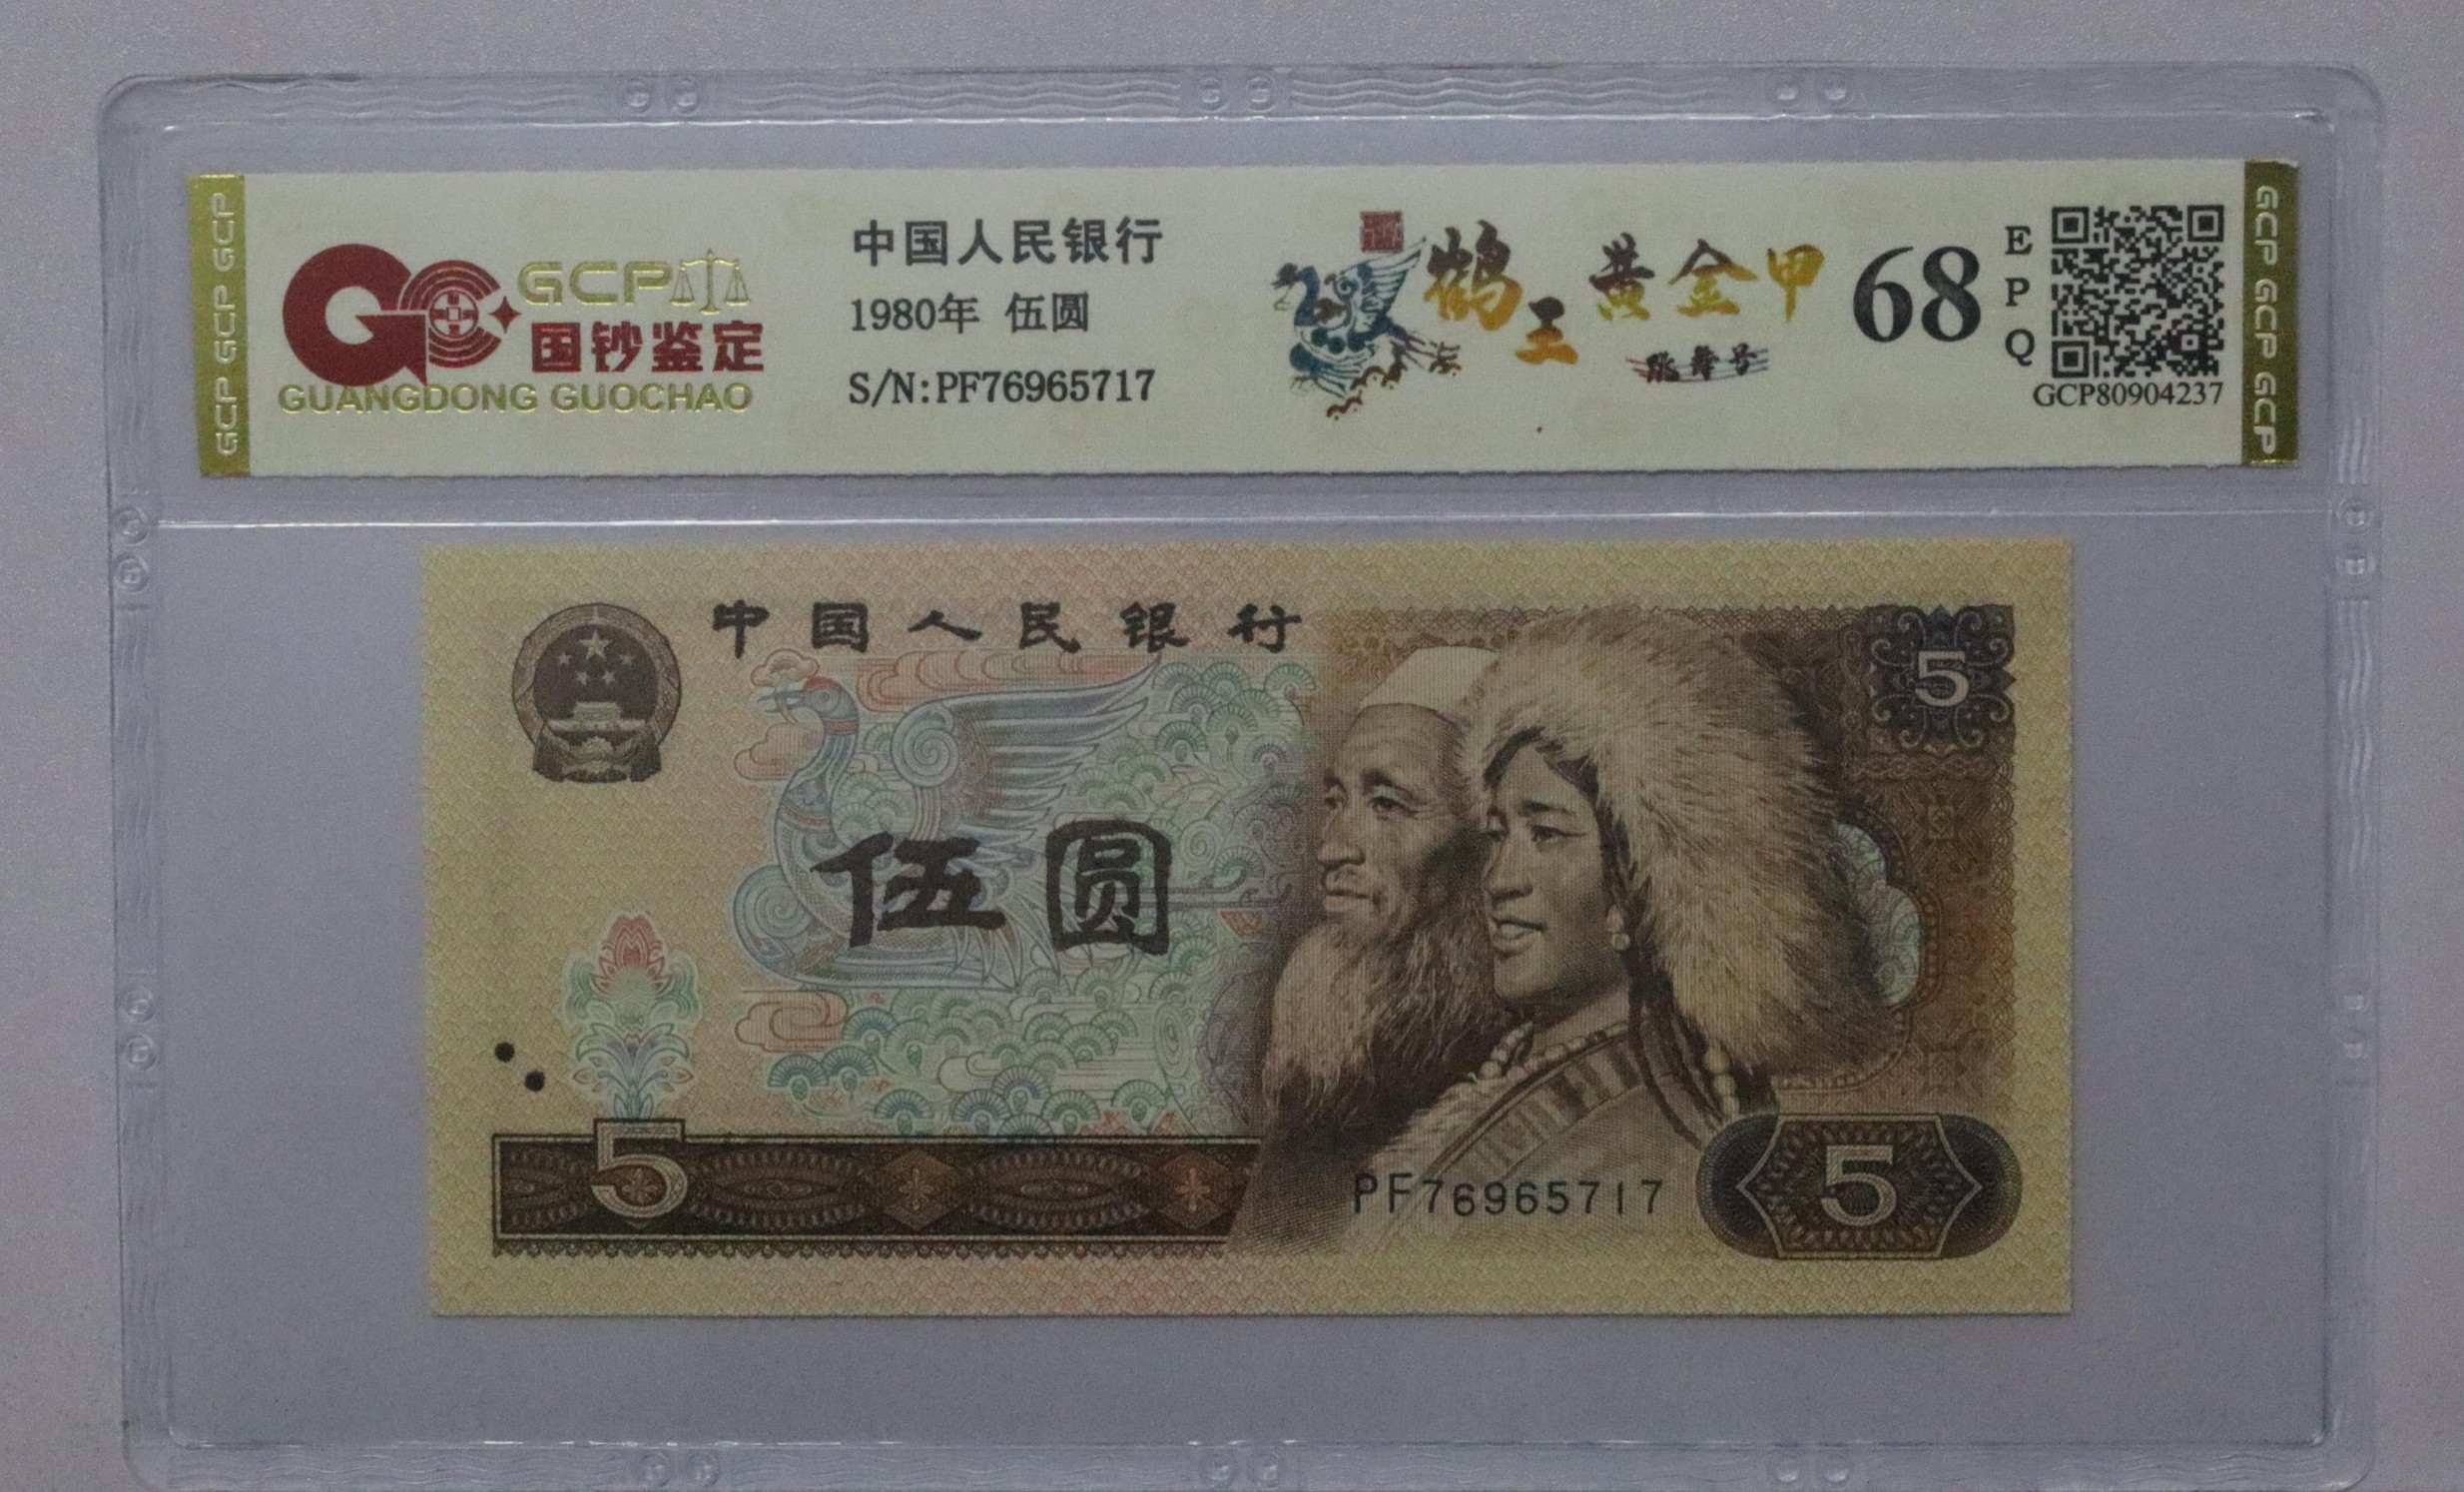 GCP GCP GCP
GCP
国钞鉴定
GUANGDONG GUOCHAO
中国人民银行
1980年 伍圆
S/N:PF76965717
鹤王 黄金甲
68
E
P
Q
GCP80904237
GCP GCP GCP
中国人民银行
5
伍圆
5
PF76965717
5